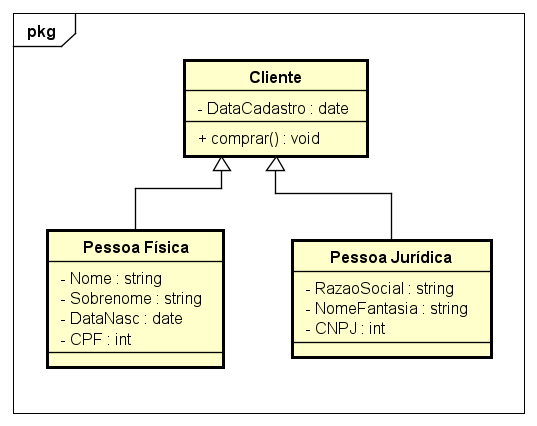 pkg
Cliente
- DataCadastro : date
+ comprar() : void
Pessoa Física
- Nome : string
- Sobrenome : string
- DataNasc : date
- CPF : int
Pessoa Jurídica
- RazaoSocial : string
- NomeFantasia : string
- CNPJ : int